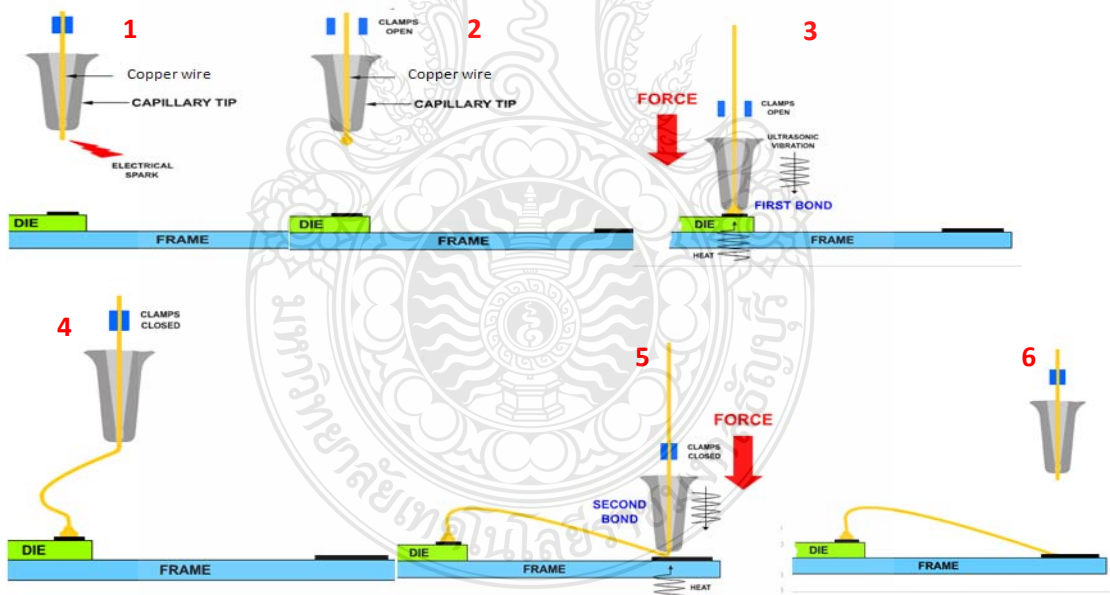 1
Copper wire
CAPILLARY TIP
ELECTRICAL
SPARK
DIE
FRAME
2
CLAMPS
OPEN
Copper wire
CAPILLARY TIP
DIE
FRAME
3
FORCE
CLAMPS
OPEN
ULTRASONIC
VIBRATION
FIRST BOND
DIE
FRAME
HEAT
4
CLAMPS
CLOSED
DIE
FRAME
5
FORCE
CLAMPS
CLOSED
SECOND
BOND
DIE
FRAME
HEAT
6
DIE
FRAME